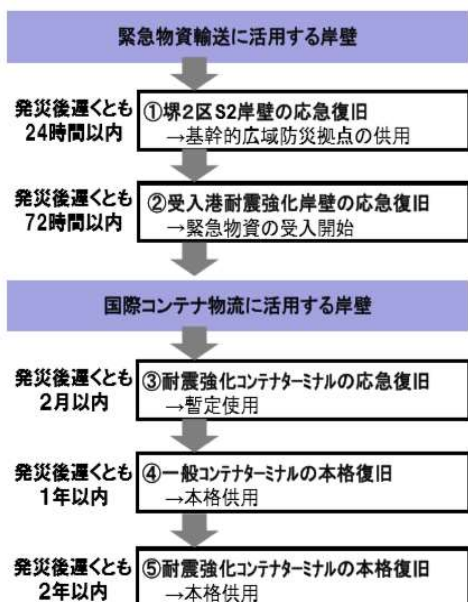 緊急物資輸送に活用する岸壁
発災後遅くとも
24時間以内
①堺2区S2岸壁の応急復旧
→基幹的広域防災拠点の供用
発災後遅くとも
72時間以内
②受入港耐震強化岸壁の応急復旧
→緊急物資の受入開始
国際コンテナ物流に活用する岸壁
発災後遅くとも
2月以内
③耐震強化コンテナターミナルの応急復旧
→暫定使用
発災後遅くとも
1年以内
④一般コンテナターミナルの本格復旧
→本格供用
発災後遅くとも
2年以内
⑤耐震強化コンテナターミナルの本格復旧
→本格供用